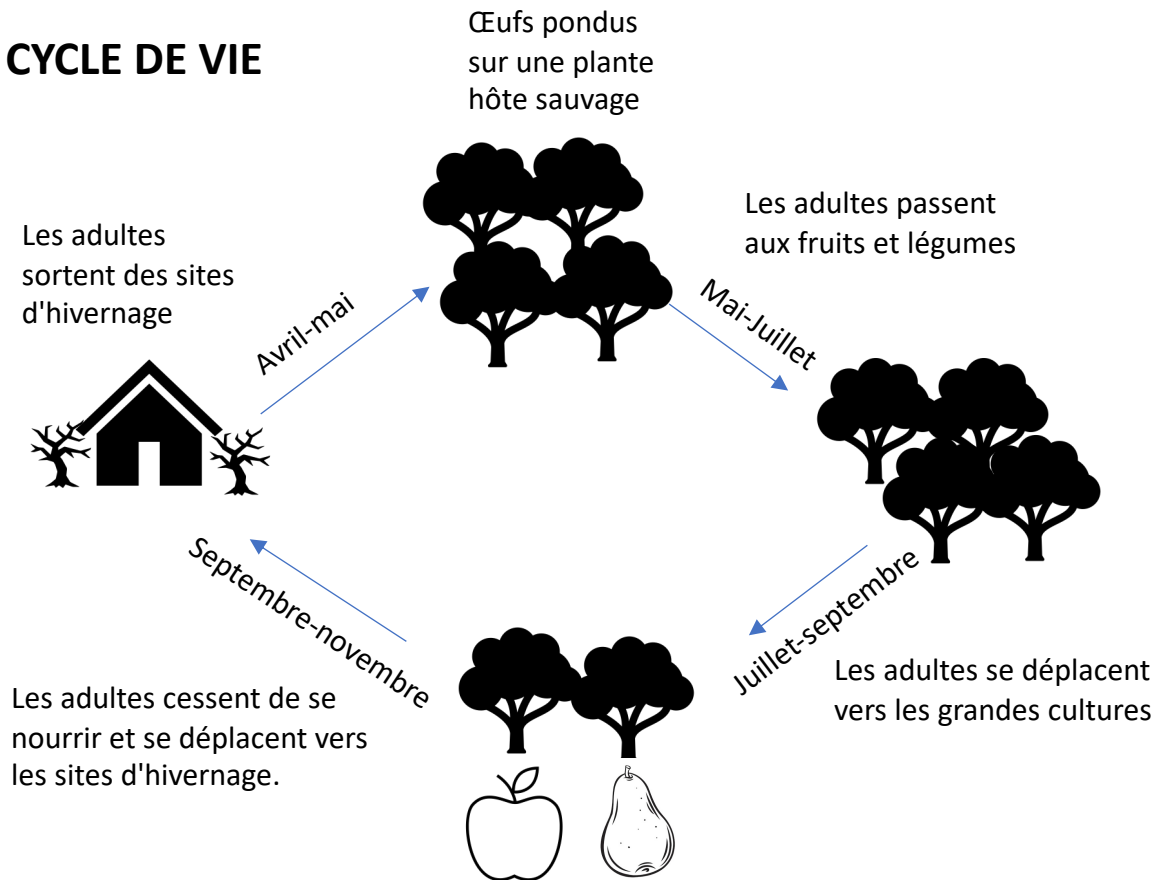 CYCLE DE VIE
Œufs pondus
sur une plante
hôte sauvage
Les adultes
sortent des sites
d'hivernage
Avril-mai
Les adultes passent
aux fruits et légumes
Mai-Juillet
Juillet-septembre
Les adultes se déplacent
vers les grandes cultures
Septembre-novembre
Les adultes cessent de se
nourrir et se déplacent vers
les sites d'hivernage.